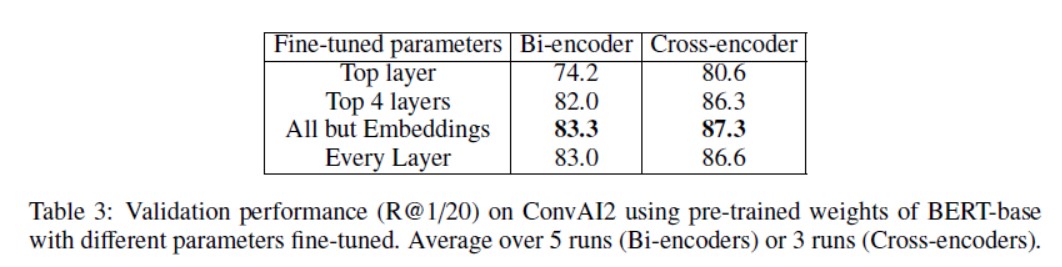 Fine-tuned parameters Bi-encoder Cross-encoder
Top layer 74.2 80.6
Top 4 layers 82.0 86.3
All but Embeddings 83.3 87.3
Every Layer 83.0 86.6
Table 3: Validation performance (R@1/20) on ConvAI2 using pre-trained weights of BERT-base
with different parameters fine-tuned. Average over 5 runs (Bi-encoders) or 3 runs (Cross-encoders).